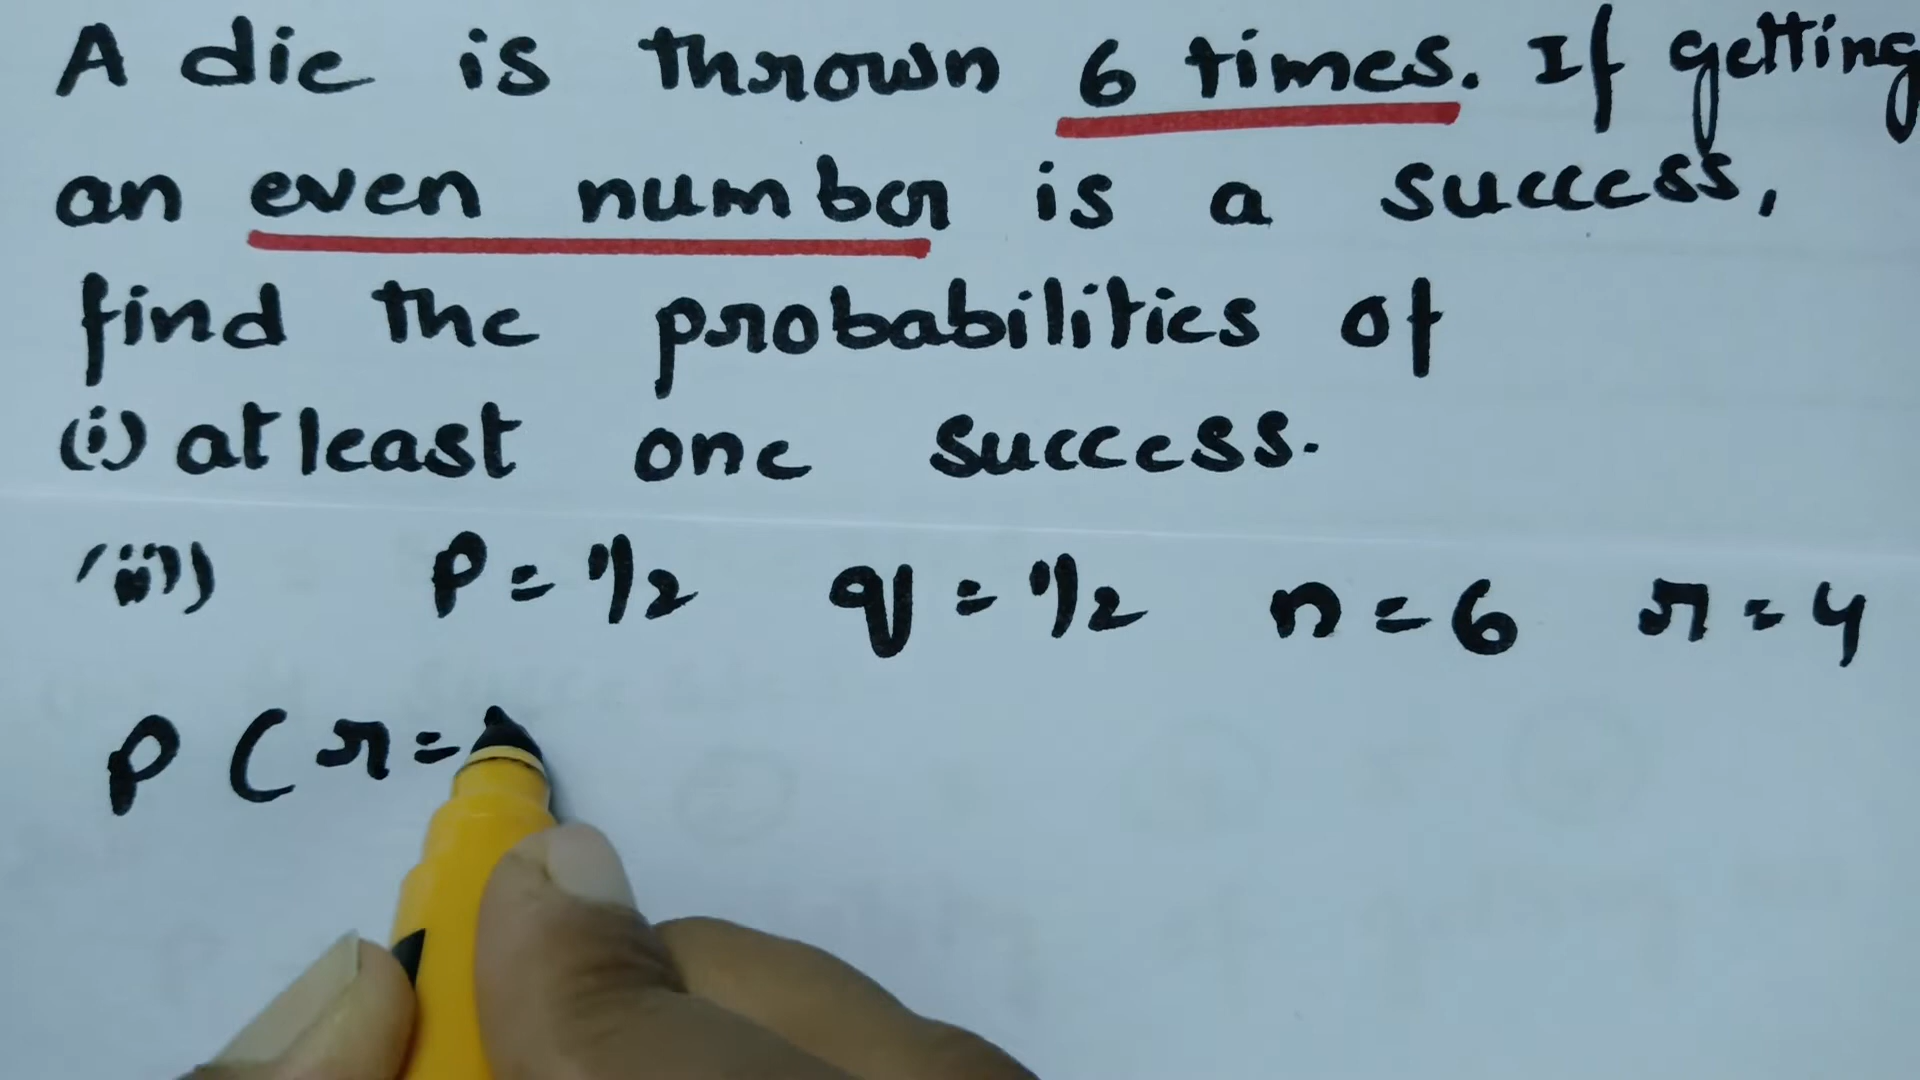 A die is thrown 6 times. If getting
an even number is a success,
find the probabilities of
(i) atleast one success.
(ii) P = 1/2 q = 1/2 n = 6 r = 4
P ( r =